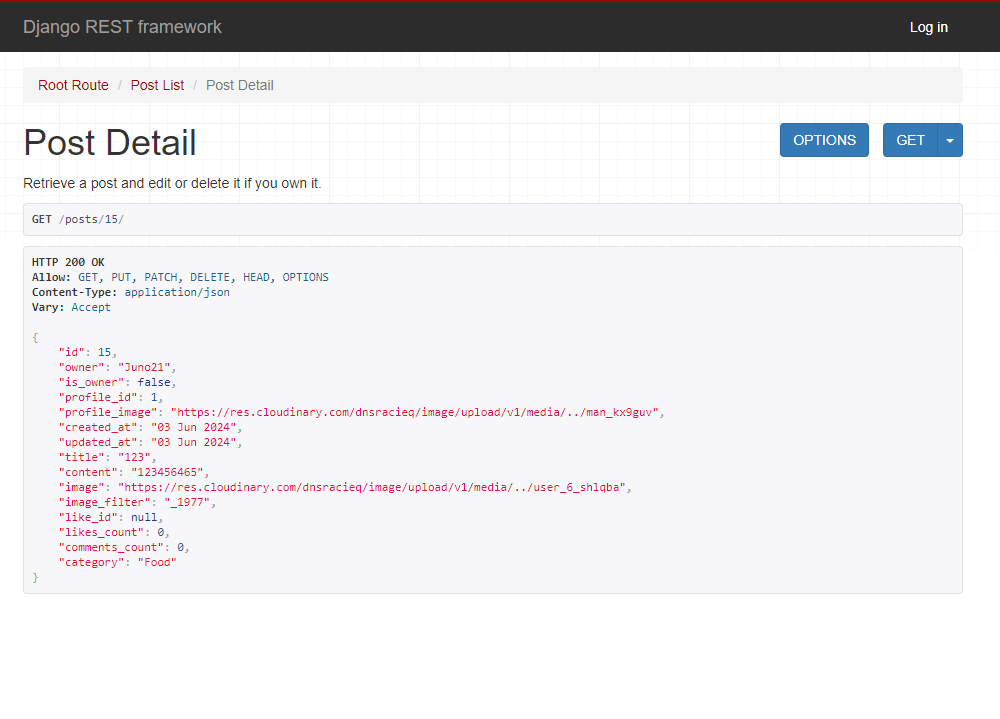 Django REST framework
Log in
Root Route / Post List / Post Detail
Post Detail
OPTIONS
GET
Retrieve a post and edit or delete it if you own it.
GET /posts/15/
HTTP 200 OK
Allow: GET, PUT, PATCH, DELETE, HEAD, OPTIONS
Content-Type: application/json
Vary: Accept
{
    "id": 15,
    "owner": "Juno21",
    "is_owner": false,
    "profile_id": 1,
    "profile_image": "https://res.cloudinary.com/dnsracieq/image/upload/v1/media/../man_kx9guv",
    "created_at": "03 Jun 2024",
    "updated_at": "03 Jun 2024",
    "title": "123",
    "content": "123456465",
    "image": "https://res.cloudinary.com/dnsracieq/image/upload/v1/media/../user_6_shlqba",
    "image_filter": "_1977",
    "like_id": null,
    "likes_count": 0,
    "comments_count": 0,
    "category": "Food"
}